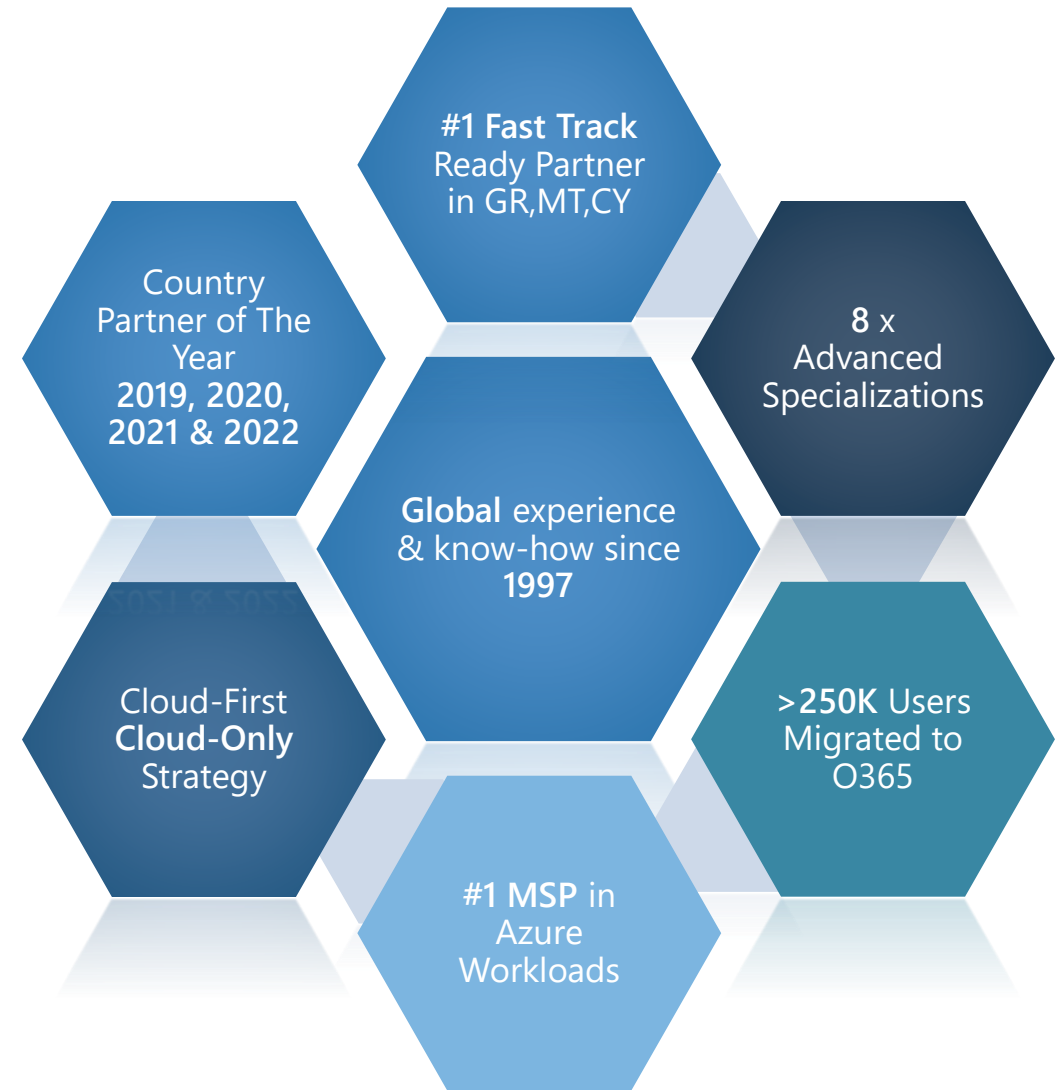 #1 Fast Track
Ready Partner
in GR,MT,CY
Country
Partner of The
Year
2019, 2020,
2021 & 2022
8 x
Advanced
Specializations
Global experience
& know-how since
1997
Cloud-First
Cloud-Only
Strategy
>250K Users
Migrated to
O365
#1 MSP in
Azure
Workloads